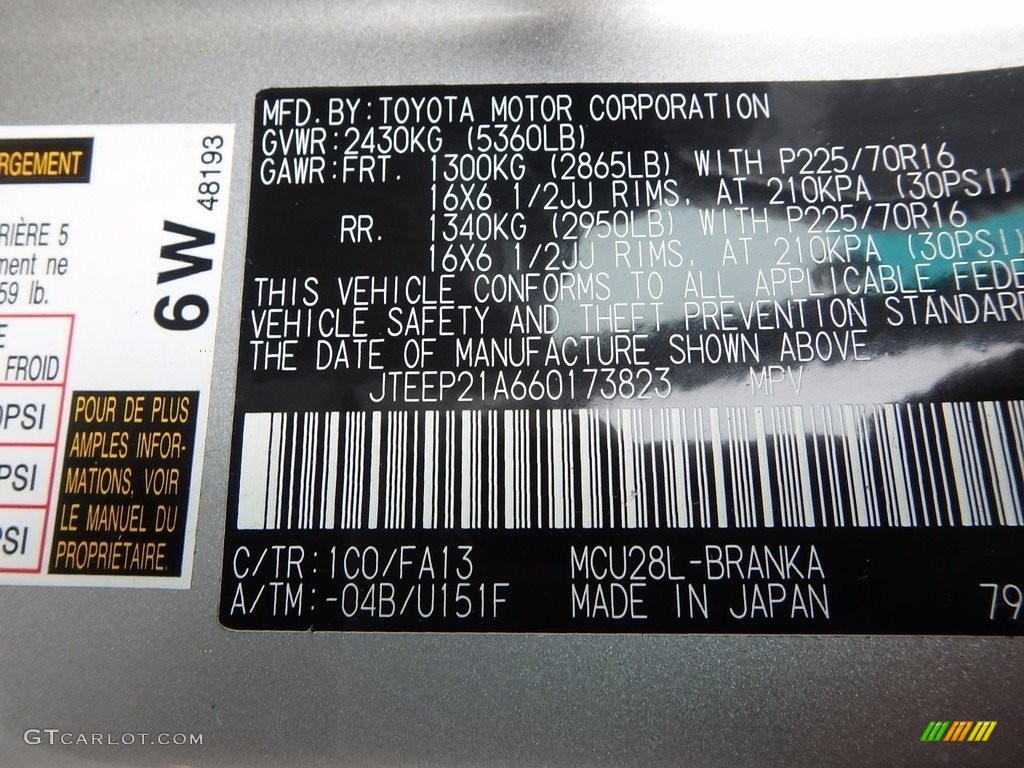 RGEMENT
RIÈRE 5
ment ne
59 lb.
E
FROID
0PSI
PSI
PSI
POUR DE PLUS
AMPLES INFOR-
MATIONS, VOIR
LE MANUEL DU
PROPRIÉTAIRE.
6W 48193
MFD. BY:TOYOTA MOTOR CORPORATION
GVWR:2430KG (5360LB)
GAWR:FRT. 1300KG (2865LB) WITH P225/70R16
16X6 1/2JJ RIMS, AT 210KPA (30PSI)
RR. 1340KG (2950LB) WITH P225/70R16
16X6 1/2JJ RIMS, AT 210KPA (30PSI)
THIS VEHICLE CONFORMS TO ALL APPLICABLE FEDE
VEHICLE SAFETY AND THEFT PREVENTION STANDARD
THE DATE OF MANUFACTURE SHOWN ABOVE.
JTEEP21A660173823 MPV
C/TR:1C0/FA13 MCU28L-BRANKA
A/TM:-04B/U151F MADE IN JAPAN 79
GTCARLOT.COM